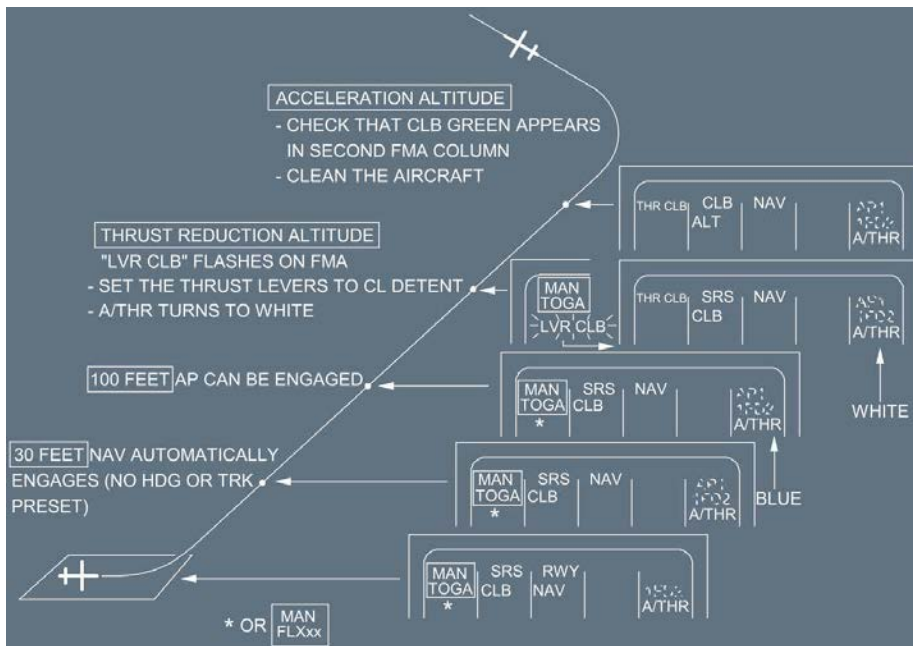 ACCELERATION ALTITUDE
- CHECK THAT CLB GREEN APPEARS
IN SECOND FMA COLUMN
- CLEAN THE AIRCRAFT
THR CLB CLB NAV
ALT
A/THR
THRUST REDUCTION ALTITUDE
"LVR CLB" FLASHES ON FMA
- SET THE THRUST LEVERS TO CL DETENT
- A/THR TURNS TO WHITE
MAN
TOGA
LVR CLB
THR CLB SRS NAV
CLB
A/THR
WHITE
100 FEET AP CAN BE ENGAGED
MAN SRS NAV
TOGA CLB
*
A/THR
BLUE
30 FEET NAV AUTOMATICALLY
ENGAGES (NO HDG OR TRK
PRESET)
MAN SRS NAV
TOGA CLB
*
A/THR
MAN SRS RWY
TOGA CLB NAV
*
A/THR
* OR MAN
FLXxx